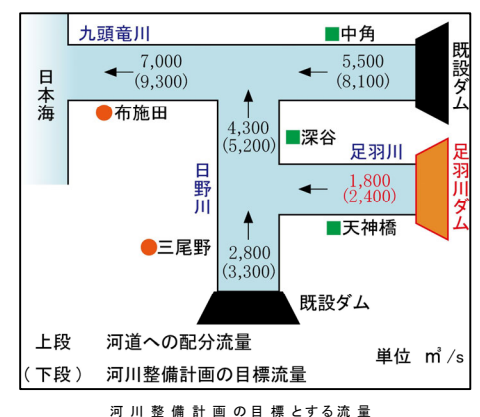 九頭竜川
中角
既設ダム
日本海
7,000
(9,300)
5,500
(8,100)
布施田
4,300
(5,200)
深谷
足羽川
足羽川ダム
日野川
1,800
(2,400)
天神橋
三尾野
2,800
(3,300)
既設ダム
上段 河道への配分流量
単位 ㎥/s
(下段) 河川整備計画の目標流量
河川整備計画の目標とする流量